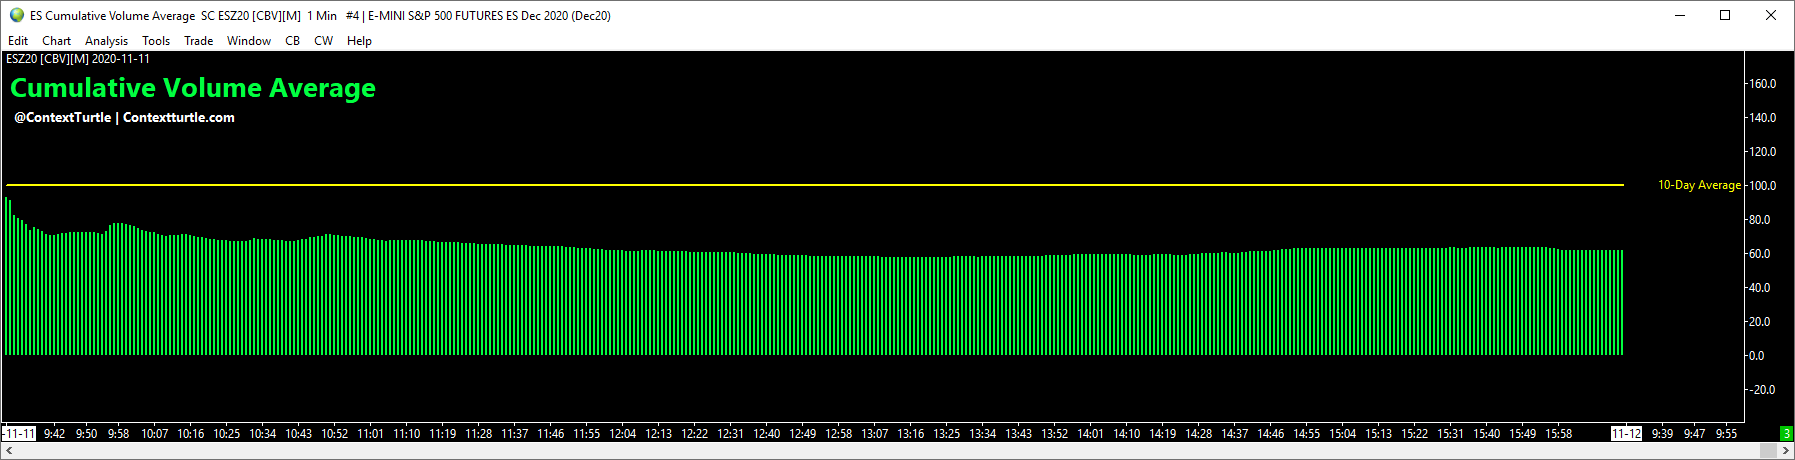 ES Cumulative Volume Average SC ESZ20 [CBV][M] 1 Min #4 | E-MINI S&P 500 FUTURES ES Dec 2020 (Dec20)
Edit Chart Analysis Tools Trade Window CB CW Help
ESZ20 [CBV][M] 2020-11-11
Cumulative Volume Average
@ContextTurtle | Contextturtle.com
160.0
140.0
120.0
10-Day Average 100.0
80.0
60.0
40.0
20.0
0.0
-20.0
-11-11 9:42 9:50 9:58 10:07 10:16 10:25 10:34 10:43 10:52 11:01 11:10 11:19 11:28 11:37 11:46 11:55 12:04 12:13 12:22 12:31 12:40 12:49 12:58 13:07 13:16 13:25 13:34 13:43 13:52 14:01 14:10 14:19 14:28 14:37 14:46 14:55 15:04 15:13 15:22 15:31 15:40 15:49 15:58 11-12 9:39 9:47 9:55 3